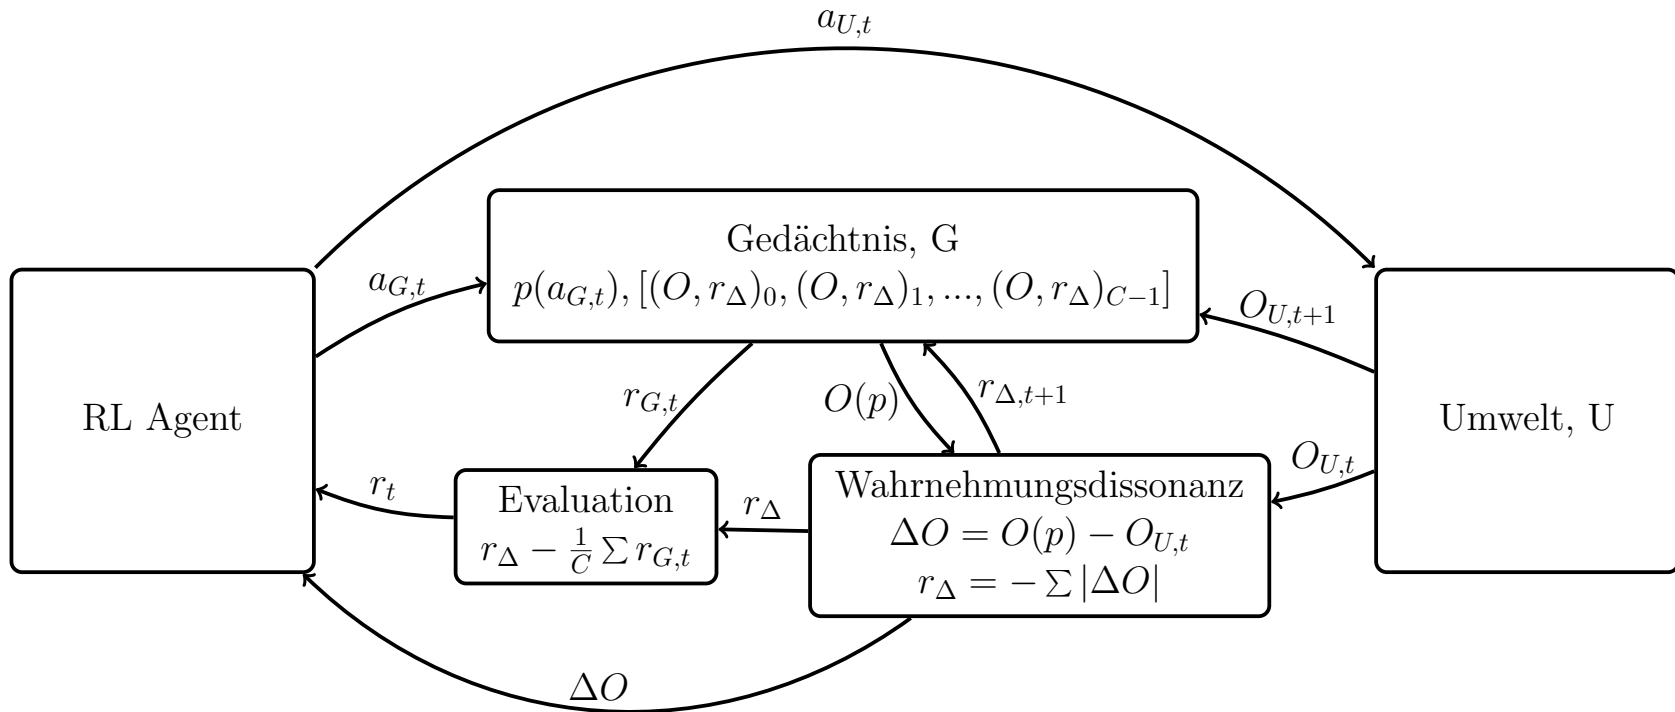 a_{U,t}
Gedächtnis, G
p(a_{G,t}), [(O, r_Δ)_0, (O, r_Δ)_1, ..., (O, r_Δ)_{C−1}]
a_{G,t}
O_{U,t+1}
RL Agent
r_{G,t}
O(p)
r_{Δ,t+1}
Umwelt, U
O_{U,t}
r_t
Evaluation
r_Δ − \frac{1}{C} ∑ r_{G,t}
r_Δ
Wahrnehmungsdissonanz
ΔO = O(p) − O_{U,t}
r_Δ = − ∑ |ΔO|
ΔO